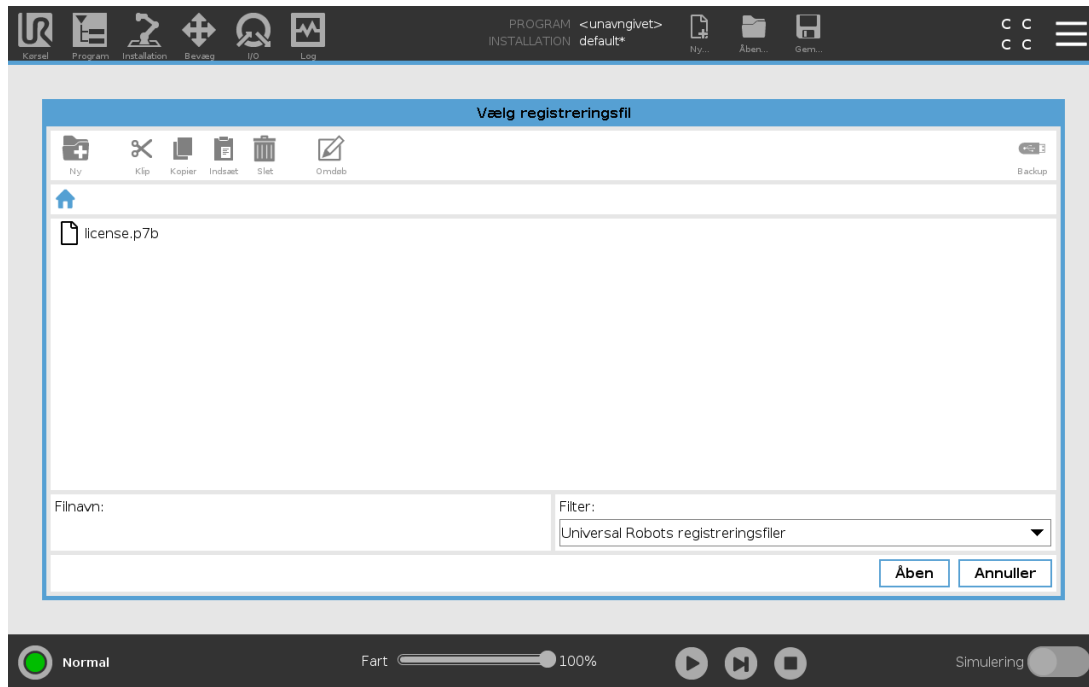 UR
PROGRAM <unavngivet>
INSTALLATION default*
C C
C C
Kørsel Program Installation Bevæg I/O Log Ny... Åben... Gem...
Vælg registreringsfil
Ny Klip Kopier Indsæt Slet Omdøb Backup
license.p7b
Filnavn:
Filter:
Universal Robots registreringsfiler
Åben Annuller
Normal Fart 100% Simulering